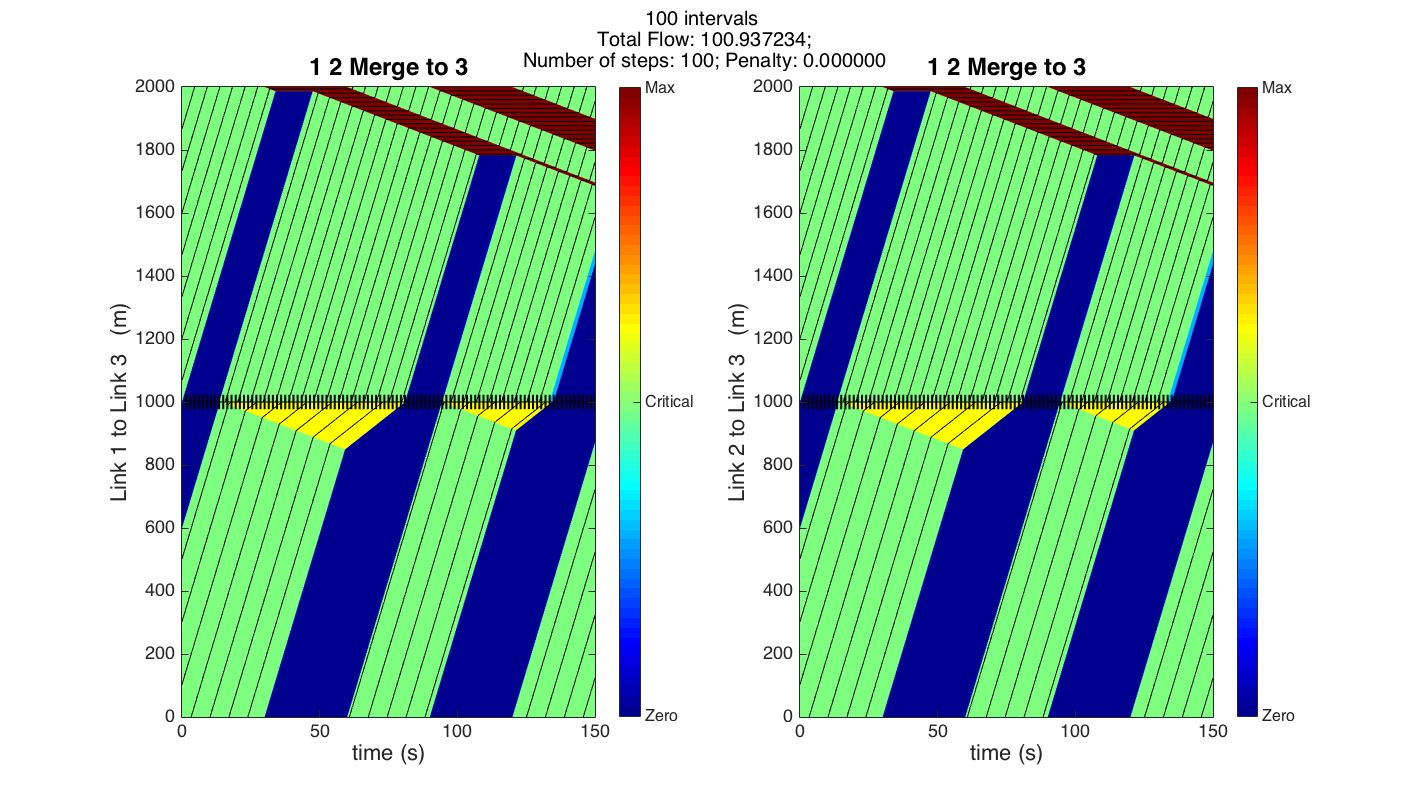 100 intervals
Total Flow: 100.937234;
Number of steps: 100; Penalty: 0.000000
1 2 Merge to 3
2000
1800
1600
1400
1200
1000
800
600
400
200
0
0
50
100
150
time (s)
Link 1 to Link 3 (m)
Max
Critical
Zero
1 2 Merge to 3
2000
1800
1600
1400
1200
1000
800
600
400
200
0
0
50
100
150
time (s)
Link 2 to Link 3 (m)
Max
Critical
Zero